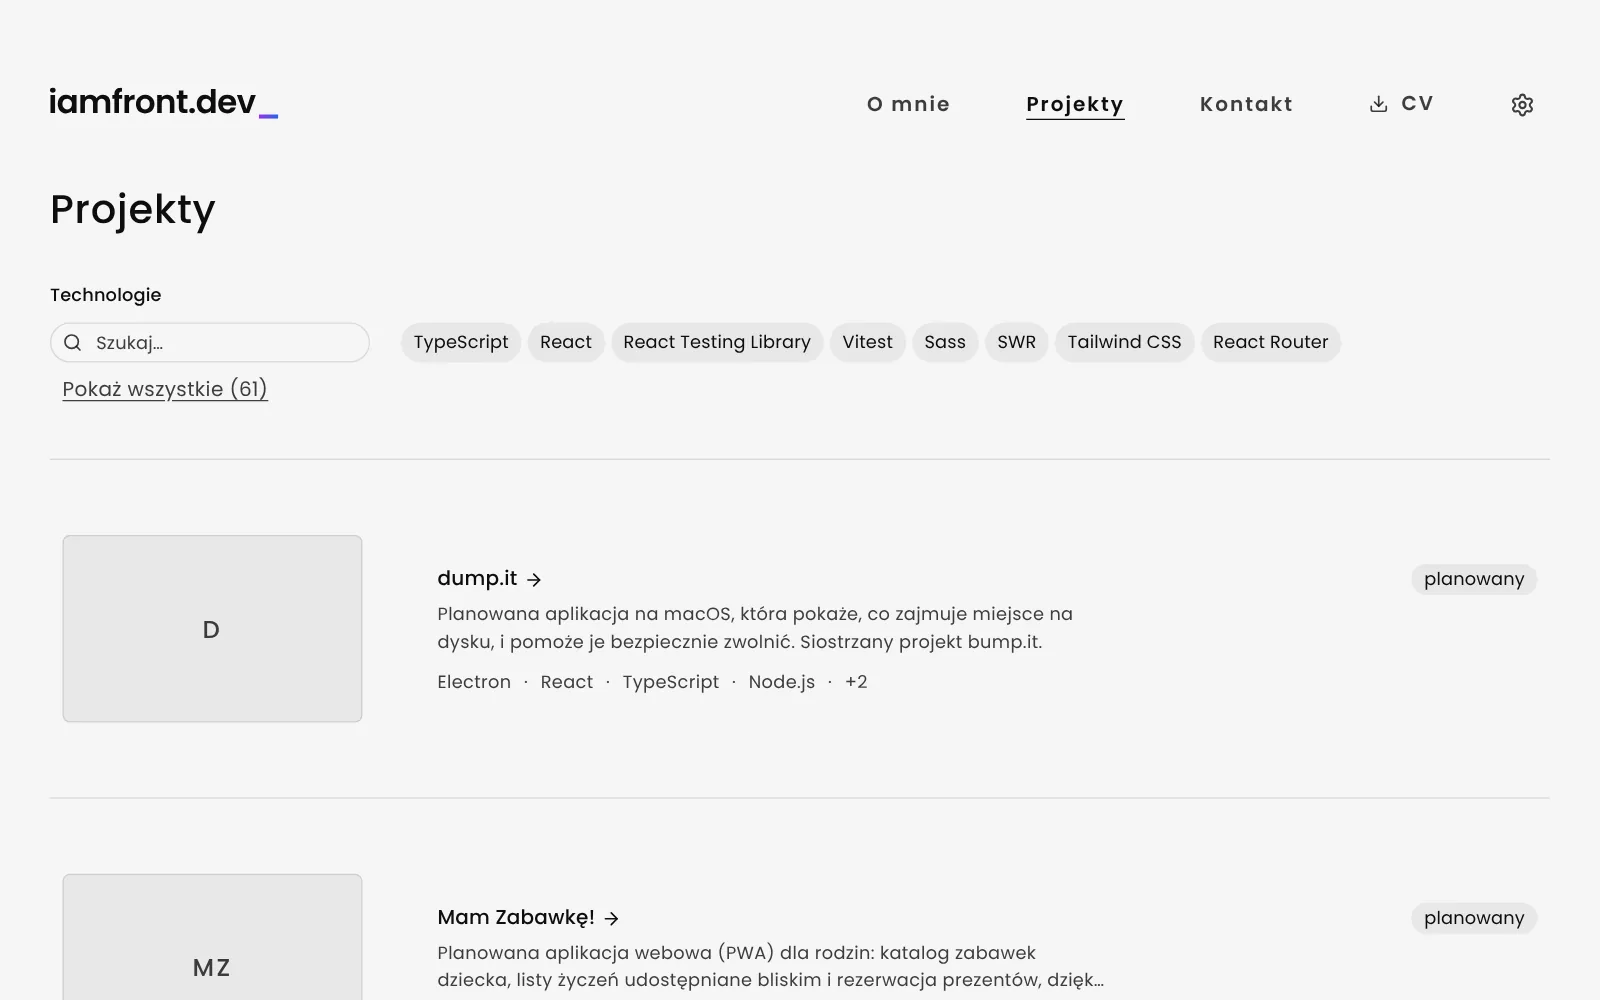 iamfront.dev_
O mnie
Projekty
Kontakt
CV
Projekty
Technologie
Szukaj...
TypeScript
React
React Testing Library
Vitest
Sass
SWR
Tailwind CSS
React Router
Pokaż wszystkie (61)
D
dump.it →
planowany
Planowana aplikacja na macOS, która pokaże, co zajmuje miejsce na
dysku, i pomoże je bezpiecznie zwolnić. Siostrzany projekt bump.it.
Electron · React · TypeScript · Node.js · +2
MZ
Mam Zabawkę! →
planowany
Planowana aplikacja webowa (PWA) dla rodzin: katalog zabawek
dziecka, listy życzeń udostępniane bliskim i rezerwacja prezentów, dzięk...